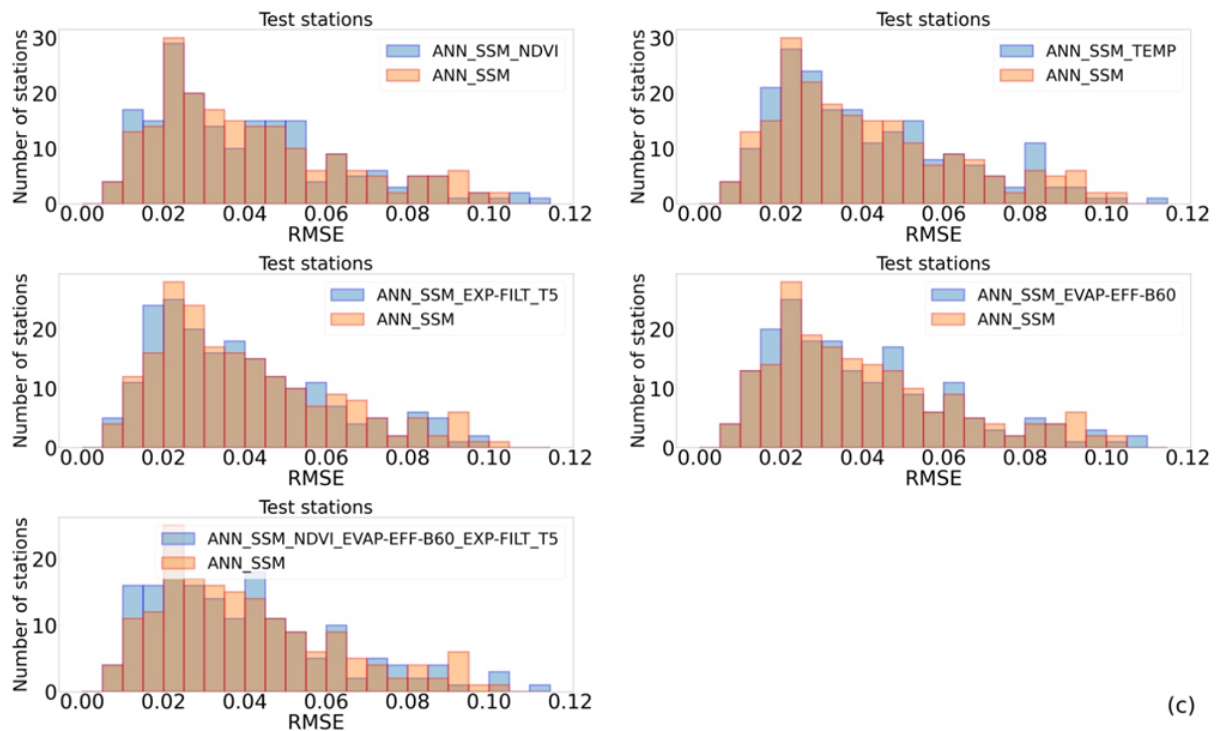 Test stations
Number of stations
30
20
10
0
ANN_SSM_NDVI
ANN_SSM
0.00 0.02 0.04 0.06 0.08 0.10 0.12
RMSE
Test stations
Number of stations
30
20
10
0
ANN_SSM_TEMP
ANN_SSM
0.00 0.02 0.04 0.06 0.08 0.10 0.12
RMSE
Test stations
Number of stations
20
10
0
ANN_SSM_EXP-FILT_T5
ANN_SSM
0.00 0.02 0.04 0.06 0.08 0.10 0.12
RMSE
Test stations
Number of stations
20
10
0
ANN_SSM_EVAP-EFF-B60
ANN_SSM
0.00 0.02 0.04 0.06 0.08 0.10 0.12
RMSE
Test stations
Number of stations
20
10
0
ANN_SSM_NDVI_EVAP-EFF-B60_EXP-FILT_T5
ANN_SSM
0.00 0.02 0.04 0.06 0.08 0.10 0.12
RMSE
(c)